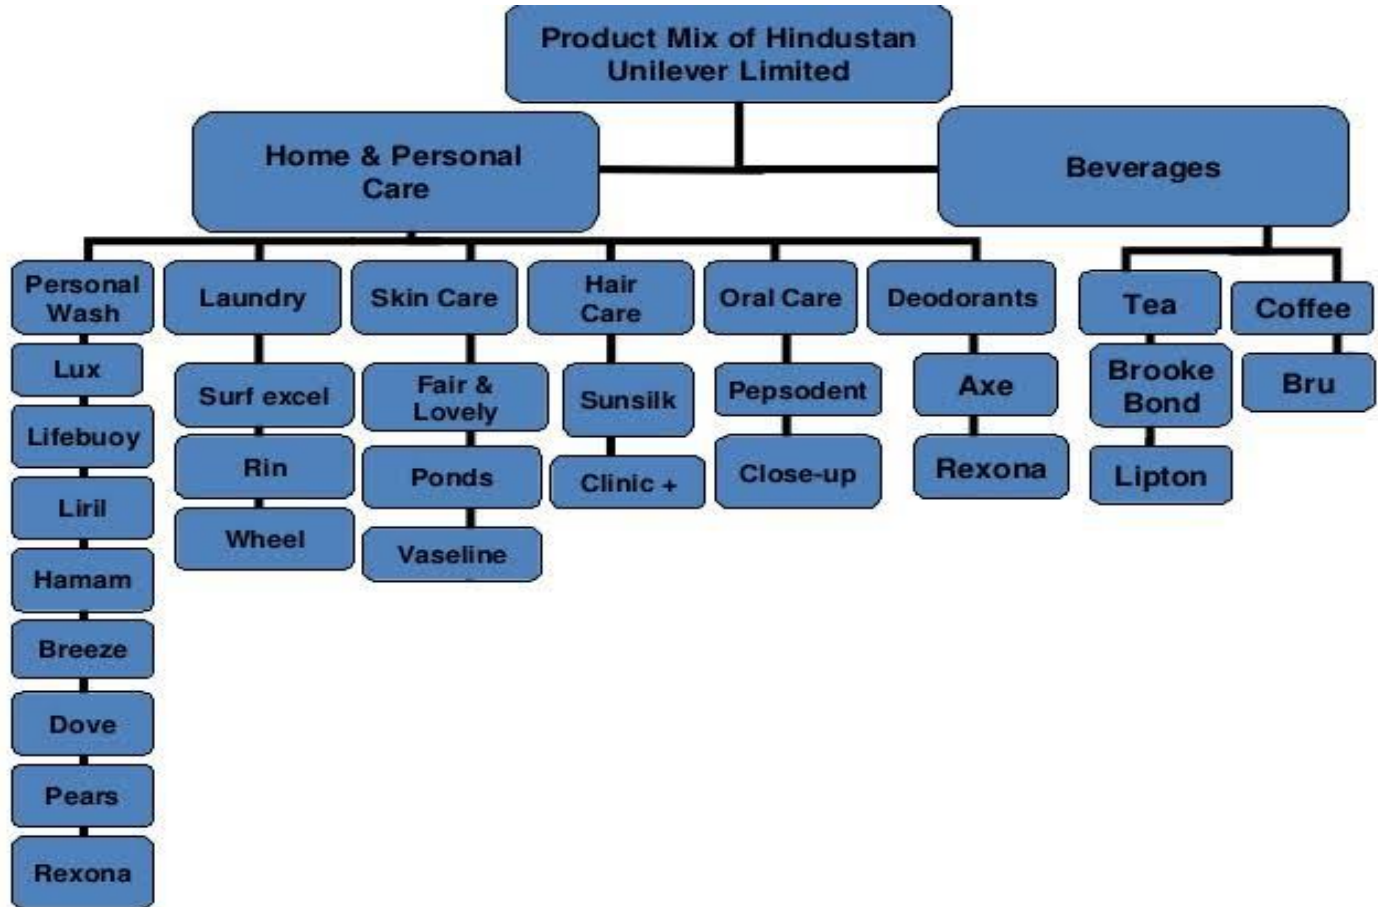 Product Mix of Hindustan
Unilever Limited
Home & Personal
Care
Beverages
Personal
Wash
Laundry
Skin Care
Hair
Care
Oral Care
Deodorants
Tea
Coffee
Lux
Lifebuoy
Liril
Hamam
Breeze
Dove
Pears
Rexona
Surf excel
Rin
Wheel
Fair &
Lovely
Ponds
Vaseline
Sunsilk
Clinic +
Pepsodent
Close-up
Axe
Rexona
Brooke
Bond
Lipton
Bru